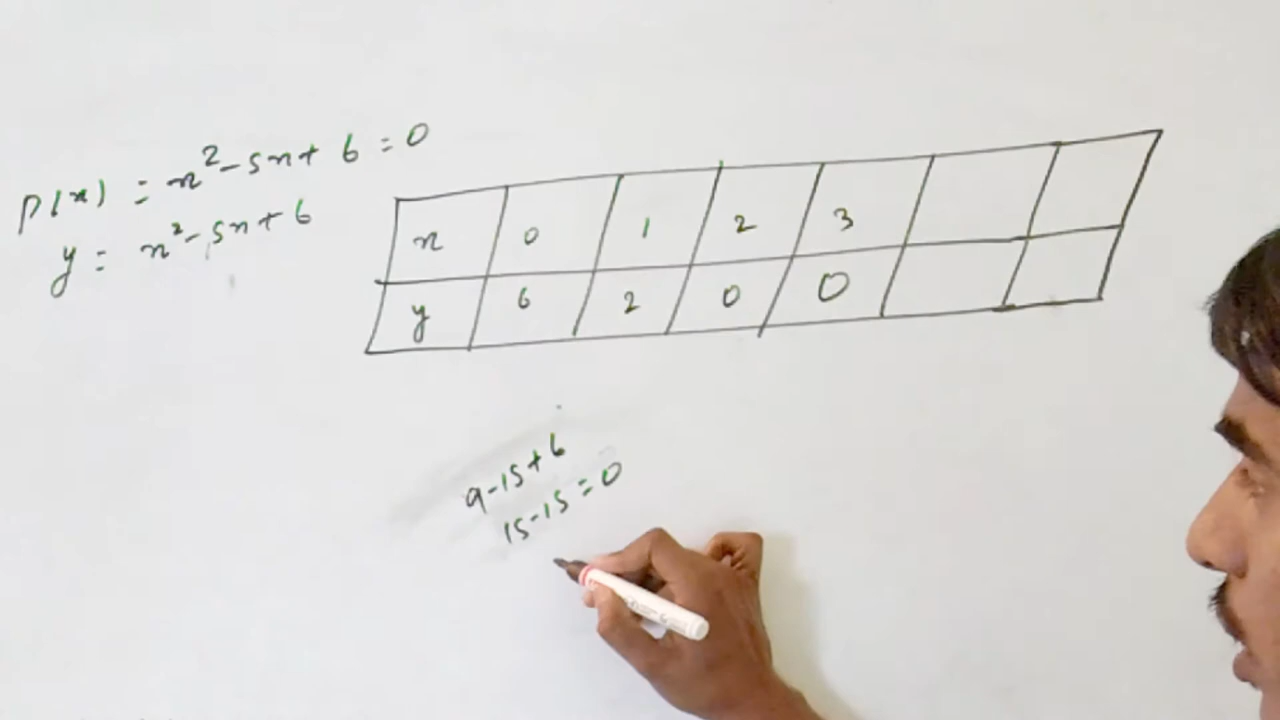 p(x) = x² - 5x + 6 = 0
y = x² - 5x + 6
x 0 1 2 3
y 6 2 0 0
9-15+6
15-15=0